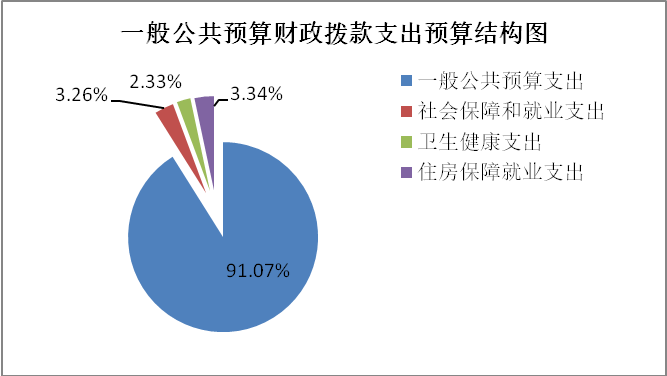 一般公共预算财政拨款支出预算结构图
2.33%
3.26%
3.34%
91.07%
一般公共预算支出
社会保障和就业支出
卫生健康支出
住房保障就业支出